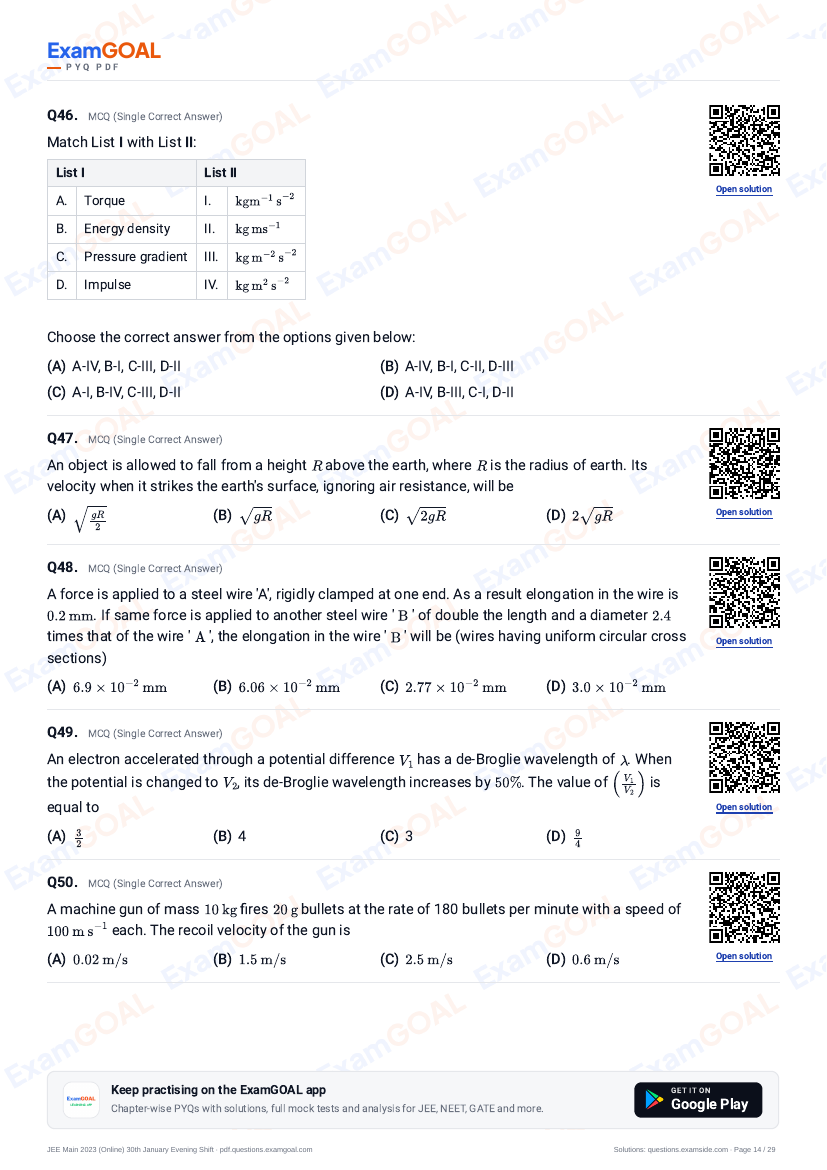 ExamGOAL
PYQ PDF
Q46. MCQ (Single Correct Answer)
Match List I with List II:
List I List II
A. Torque I. kgm⁻¹ s⁻²
B. Energy density II. kg ms⁻¹
C. Pressure gradient III. kg m⁻² s⁻²
D. Impulse IV. kg m² s⁻²
Open solution
Choose the correct answer from the options given below:
(A) A-IV, B-I, C-III, D-II (B) A-IV, B-I, C-II, D-III
(C) A-I, B-IV, C-III, D-II (D) A-IV, B-III, C-I, D-II
Q47. MCQ (Single Correct Answer)
An object is allowed to fall from a height R above the earth, where R is the radius of earth. Its
velocity when it strikes the earth's surface, ignoring air resistance, will be
(A) √(gR/2) (B) √gR (C) √2gR (D) 2√gR
Open solution
Q48. MCQ (Single Correct Answer)
A force is applied to a steel wire 'A', rigidly clamped at one end. As a result elongation in the wire is
0.2 mm. If same force is applied to another steel wire ' B ' of double the length and a diameter 2.4
times that of the wire ' A ', the elongation in the wire ' B ' will be (wires having uniform circular cross
sections)
(A) 6.9 × 10⁻² mm (B) 6.06 × 10⁻² mm (C) 2.77 × 10⁻² mm (D) 3.0 × 10⁻² mm
Open solution
Q49. MCQ (Single Correct Answer)
An electron accelerated through a potential difference V₁ has a de-Broglie wavelength of λ. When
the potential is changed to V₂, its de-Broglie wavelength increases by 50%. The value of (V₁/V₂) is
equal to
(A) 3/2 (B) 4 (C) 3 (D) 9/4
Open solution
Q50. MCQ (Single Correct Answer)
A machine gun of mass 10 kg fires 20 g bullets at the rate of 180 bullets per minute with a speed of
100 m s⁻¹ each. The recoil velocity of the gun is
(A) 0.02 m/s (B) 1.5 m/s (C) 2.5 m/s (D) 0.6 m/s
Open solution
Keep practising on the ExamGOAL app
Chapter-wise PYQs with solutions, full mock tests and analysis for JEE, NEET, GATE and more.
GET IT ON
Google Play
JEE Main 2023 (Online) 30th January Evening Shift · pdf.questions.examgoal.com
Solutions: questions.examside.com · Page 14 / 29